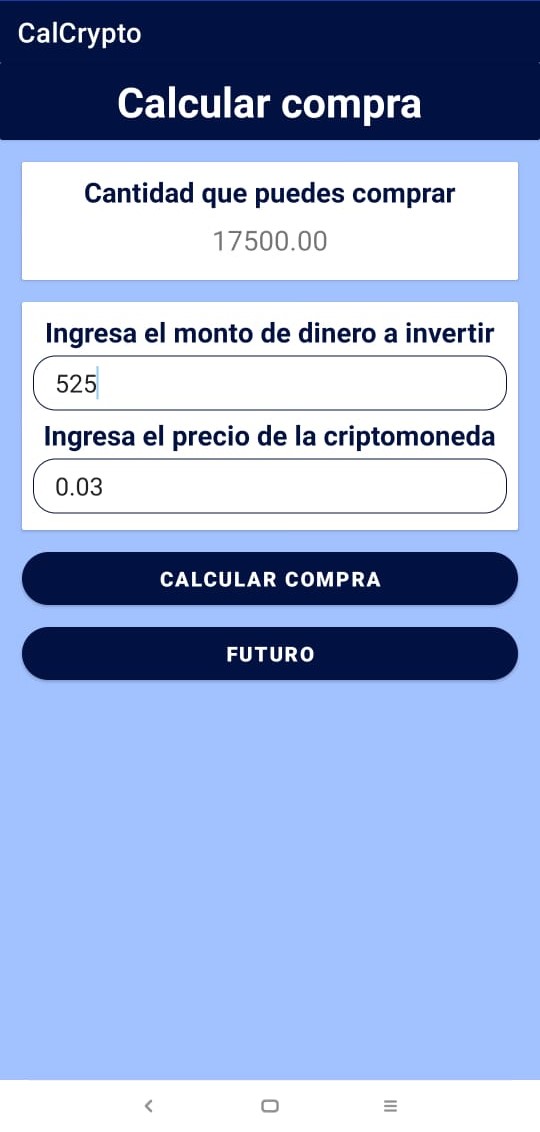 CalCrypto
Calcular compra
Cantidad que puedes comprar
17500.00
Ingresa el monto de dinero a invertir
525
Ingresa el precio de la criptomoneda
0.03
CALCULAR COMPRA
FUTURO